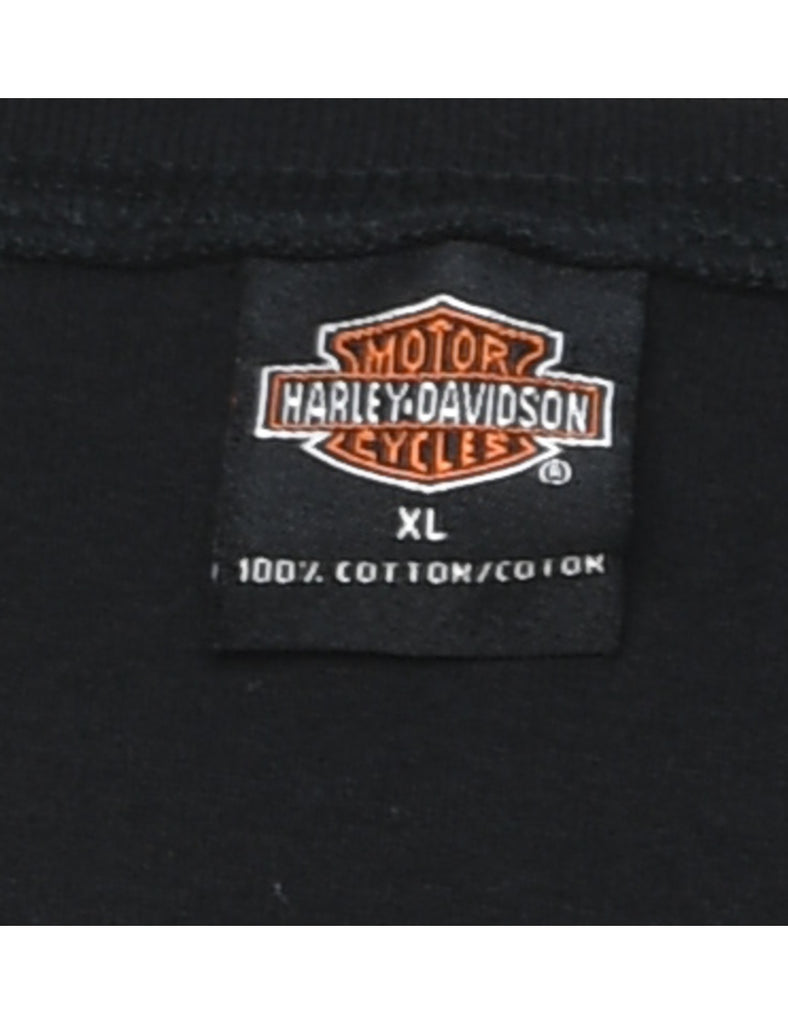 MOTOR
HARLEY-DAVIDSON
CYCLES
®
XL
100% COTTON/COTON